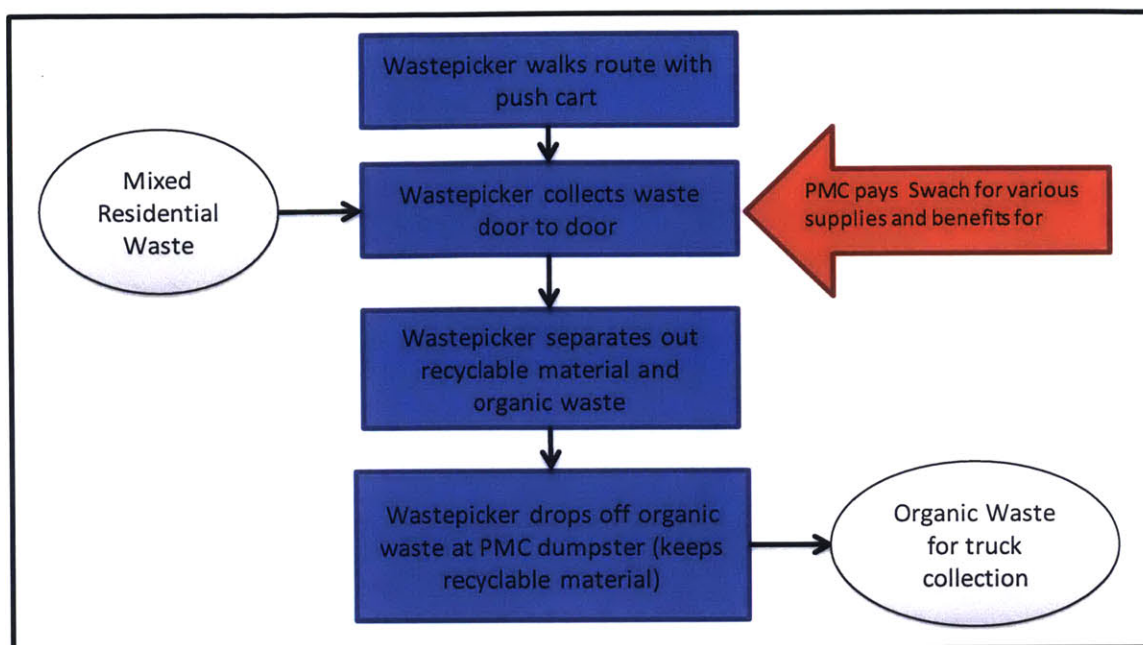 Wastepicker walks route with
push cart
Mixed
Residential
Waste
Wastepicker collects waste
door to door
PMC pays Swach for various
supplies and benefits for
Wastepicker separates out
recyclable material and
organic waste
Wastepicker drops off organic
waste at PMC dumpster (keeps
recyclable material)
Organic Waste
for truck
collection